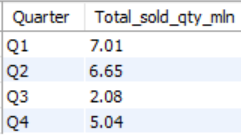 Quarter Total_sold_qty_mln
Q1 7.01
Q2 6.65
Q3 2.08
Q4 5.04